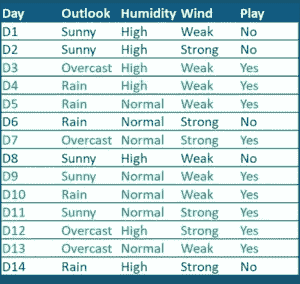 Day Outlook Humidity Wind Play
D1 Sunny High Weak No
D2 Sunny High Strong No
D3 Overcast High Weak Yes
D4 Rain High Weak Yes
D5 Rain Normal Weak Yes
D6 Rain Normal Strong No
D7 Overcast Normal Strong Yes
D8 Sunny High Weak No
D9 Sunny Normal Weak Yes
D10 Rain Normal Weak Yes
D11 Sunny Normal Strong Yes
D12 Overcast High Strong Yes
D13 Overcast Normal Weak Yes
D14 Rain High Strong No